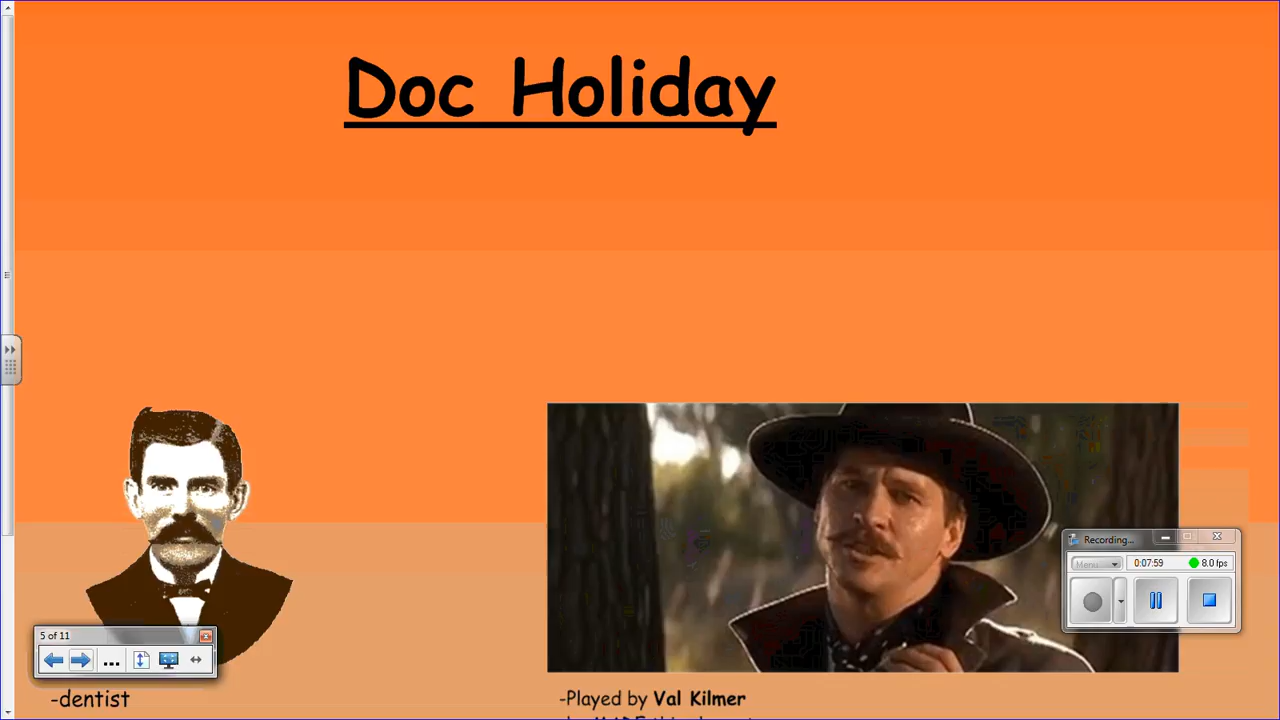 Doc Holiday
Recording...
Menu
0:07:59
8.0 fps
5 of 11
-dentist
-Played by Val Kilmer